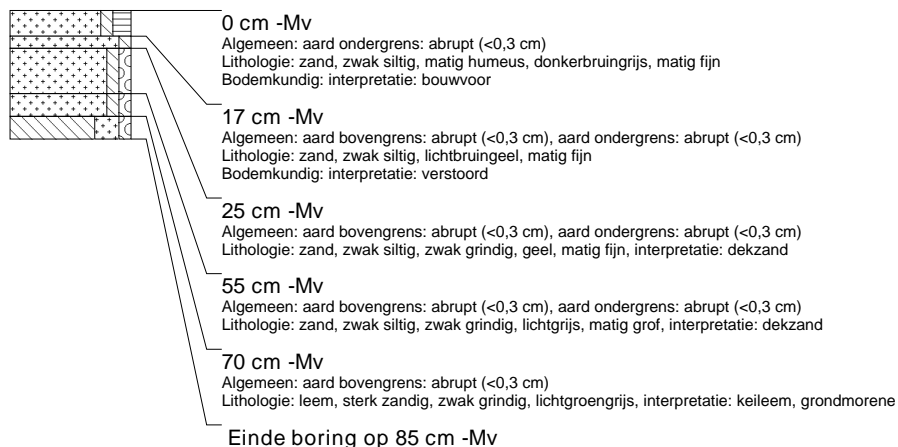 0 cm -Mv
Algemeen: aard ondergrens: abrupt (<0,3 cm)
Lithologie: zand, zwak siltig, matig humeus, donkerbruingrijs, matig fijn
Bodemkundig: interpretatie: bouwvoor
17 cm -Mv
Algemeen: aard bovengrens: abrupt (<0,3 cm), aard ondergrens: abrupt (<0,3 cm)
Lithologie: zand, zwak siltig, lichtbruingeel, matig fijn
Bodemkundig: interpretatie: verstoord
25 cm -Mv
Algemeen: aard bovengrens: abrupt (<0,3 cm), aard ondergrens: abrupt (<0,3 cm)
Lithologie: zand, zwak siltig, zwak grindig, geel, matig fijn, interpretatie: dekzand
55 cm -Mv
Algemeen: aard bovengrens: abrupt (<0,3 cm), aard ondergrens: abrupt (<0,3 cm)
Lithologie: zand, zwak siltig, zwak grindig, lichtgrijs, matig grof, interpretatie: dekzand
70 cm -Mv
Algemeen: aard bovengrens: abrupt (<0,3 cm)
Lithologie: leem, sterk zandig, zwak grindig, lichtgroengrijs, interpretatie: keileem, grondmorene
Einde boring op 85 cm -Mv